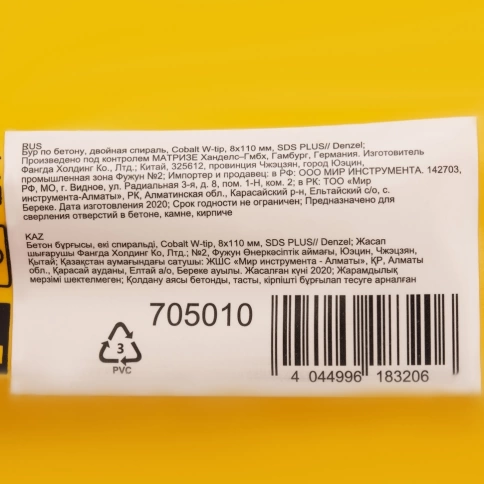 RUS
Бур по бетону, двойная спираль, Cobalt W-tip, 8x110 мм, SDS PLUS// Denzel;
Произведено под контролем МАТРИЗЕ Ханделс-Гмбх, Гамбург, Германия. Изготовитель
Фангда Холдинг Ко., Лтд.; Китай, 325612, провинция Чжэцзян, город Юэцин,
промышленная зона Фужун №2; Импортер и продавец: в РФ: ООО МИР ИНСТРУМЕНТА. 142703,
РФ, МО, г. Видное, ул. Радиальная 3-я, д. 8, пом. 1-Н, ком. 2; в РК: ТОО «Мир
инструмента-Алматы», РК, Алматинская обл., Карасайский р-н, Ельтайский с/о, с.
Береке. Дата изготовления 2020; Срок годности не ограничен; Предназначено для
сверления отверстий в бетоне, камне, кирпиче
KAZ
Бетон бұрғысы, екі спиральді, Cobalt W-tip, 8x110 мм, SDS PLUS// Denzel; Жасап
шығарушы Фангда Холдинг Ко, Лтд.; №2, Фужун Өнеркәсіптік аймағы, Юэцин, Чжэцзян,
Қытай; Қазақстан аумағындағы сатушы: ЖШС «Мир инструмента - Алматы», ҚР, Алматы
обл., Қарасай ауданы, Елтай а/о, Береке ауылы. Жасалған күні 2020; Жарамдылық
мерзімі шектелмеген; Қолдану аясы бетонды, тасты, кірпішті бұрғылап тесуге арналған
705010
3
PVC
4 044996 183206